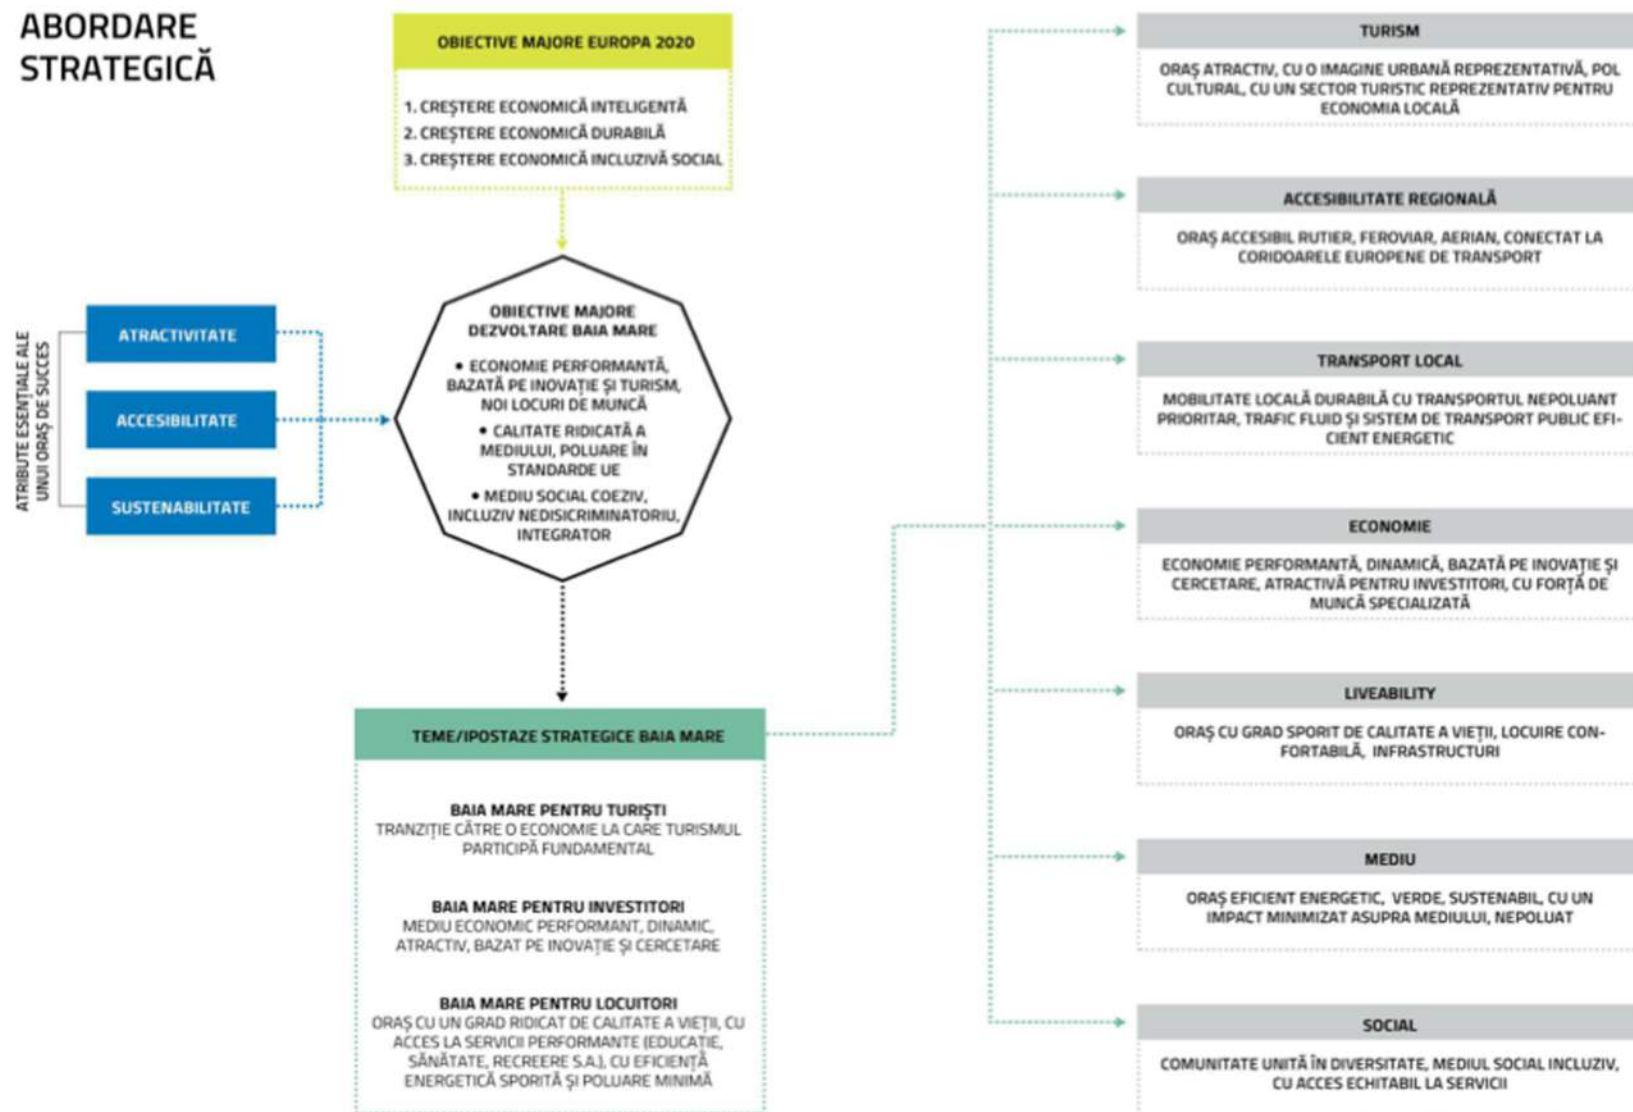 ABORDARE
STRATEGICĂ
OBIECTIVE MAJORE EUROPA 2020
1. CREȘTERE ECONOMICĂ INTELIGENTĂ
2. CREȘTERE ECONOMICĂ DURABILĂ
3. CREȘTERE ECONOMICĂ INCLUZIVĂ SOCIAL
ATRIBUTE ESENȚIALE ALE
UNUI ORAȘ DE SUCCES
ATRACTIVITATE
ACCESIBILITATE
SUSTENABILITATE
OBIECTIVE MAJORE
DEZVOLTARE BAIA MARE
• ECONOMIE PERFORMANTĂ,
BAZATĂ PE INOVAȚIE ȘI TURISM,
NOI LOCURI DE MUNCĂ
• CALITATE RIDICATĂ A
MEDIULUI, POLUARE ÎN
STANDARDE UE
• MEDIU SOCIAL COEZIV,
INCLUZIV NEDISICRIMINATORIU,
INTEGRATOR
TEME/IPOSTAZE STRATEGICE BAIA MARE
BAIA MARE PENTRU TURIȘTI
TRANZIȚIE CĂTRE O ECONOMIE LA CARE TURISMUL
PARTICIPĂ FUNDAMENTAL
BAIA MARE PENTRU INVESTITORI
MEDIU ECONOMIC PERFORMANT, DINAMIC,
ATRACTIV, BAZAT PE INOVAȚIE ȘI CERCETARE
BAIA MARE PENTRU LOCUITORI
ORAȘ CU UN GRAD RIDICAT DE CALITATE A VIEȚII, CU
ACCES LA SERVICII PERFORMANTE (EDUCAȚIE,
SĂNĂTATE, RECREERE S.A.), CU EFICIENȚĂ
ENERGETICĂ SPORITĂ ȘI POLUARE MINIMĂ
TURISM
ORAȘ ATRACTIV, CU O IMAGINE URBANĂ REPREZENTATIVĂ, POL
CULTURAL, CU UN SECTOR TURISTIC REPREZENTATIV PENTRU
ECONOMIA LOCALĂ
ACCESIBILITATE REGIONALĂ
ORAȘ ACCESIBIL RUTIER, FEROVIAR, AERIAN, CONECTAT LA
CORIDOARELE EUROPENE DE TRANSPORT
TRANSPORT LOCAL
MOBILITATE LOCALĂ DURABILĂ CU TRANSPORTUL NEPOLUANT
PRIORITAR, TRAFIC FLUID ȘI SISTEM DE TRANSPORT PUBLIC EFI-
CIENT ENERGETIC
ECONOMIE
ECONOMIE PERFORMANTĂ, DINAMICĂ, BAZATĂ PE INOVAȚIE ȘI
CERCETARE, ATRACTIVĂ PENTRU INVESTITORI, CU FORȚĂ DE
MUNCĂ SPECIALIZATĂ
LIVEABILITY
ORAȘ CU GRAD SPORIT DE CALITATE A VIEȚII, LOCUIRE CON-
FORTABILĂ, INFRASTRUCTURI
MEDIU
ORAȘ EFICIENT ENERGETIC, VERDE, SUSTENABIL, CU UN
IMPACT MINIMIZAT ASUPRA MEDIULUI, NEPOLUAT
SOCIAL
COMUNITATE UNITĂ ÎN DIVERSITATE, MEDIUL SOCIAL INCLUZIV,
CU ACCES ECHITABIL LA SERVICII